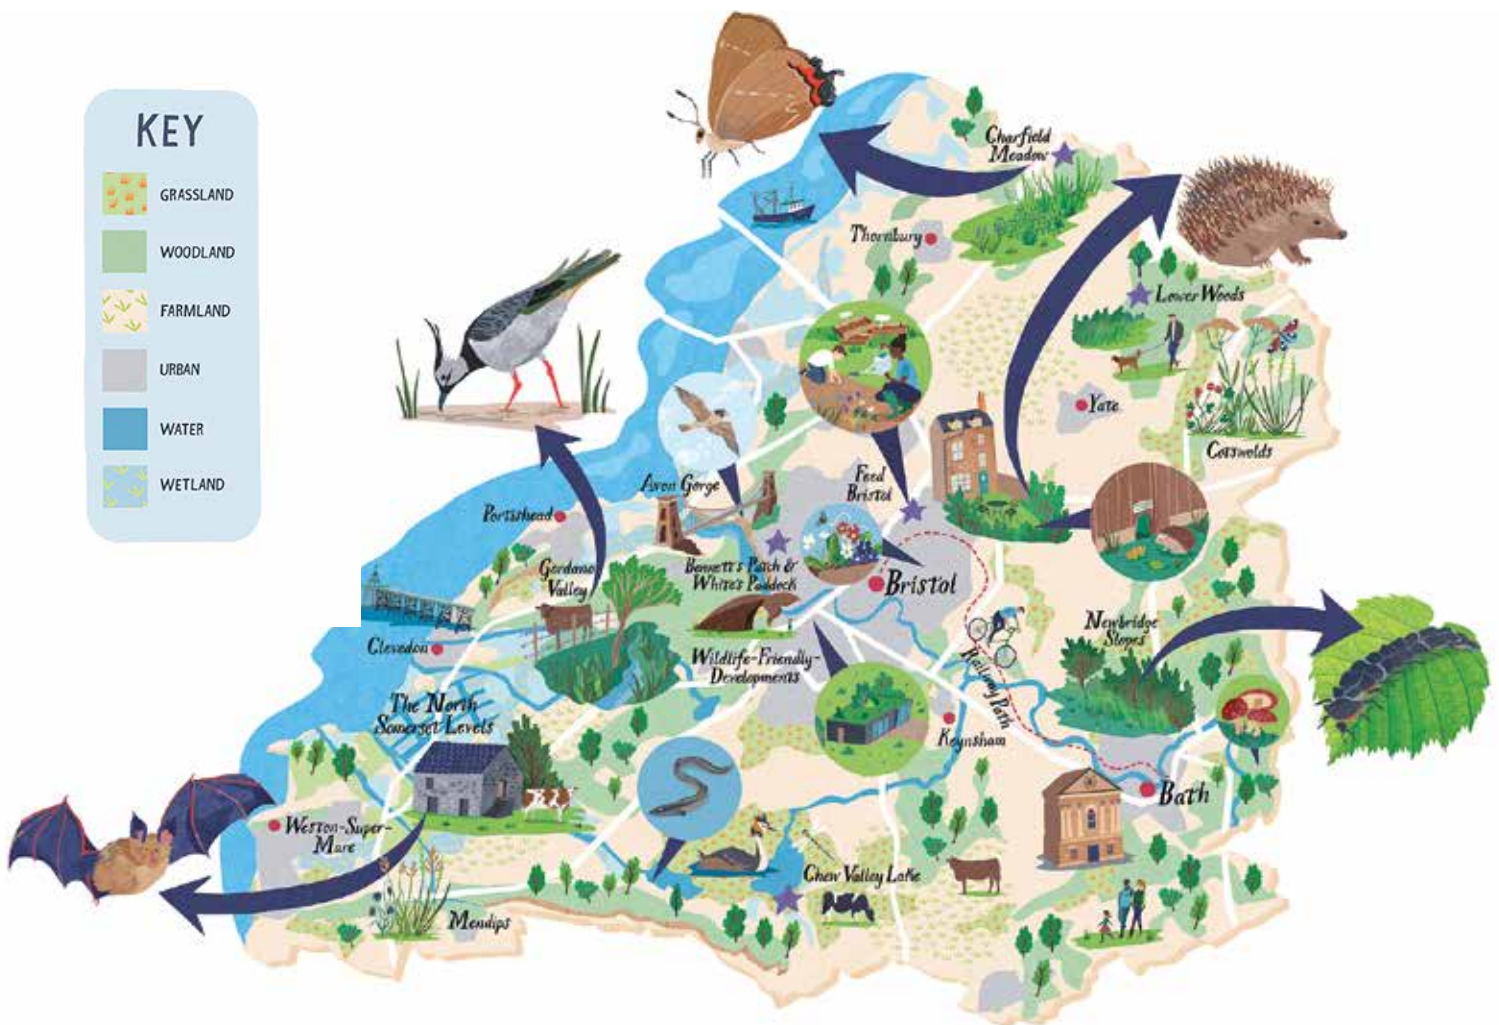 KEY
GRASSLAND
WOODLAND
FARMLAND
URBAN
WATER
WETLAND
Charfield
Meadow
Thornbury
Lower Woods
Yate
Cotswolds
Avon Gorge
Feed
Bristol
Portishead
Gordano
Valley
Bennett's Patch &
White's Paddock
Bristol
Clevedon
Wildlife-Friendly-
Developments
Newbridge
Slopes
Railway Path
The North
Somerset Levels
Keynsham
Bath
Weston-Super-
Mare
Chew Valley Lake
Mendips